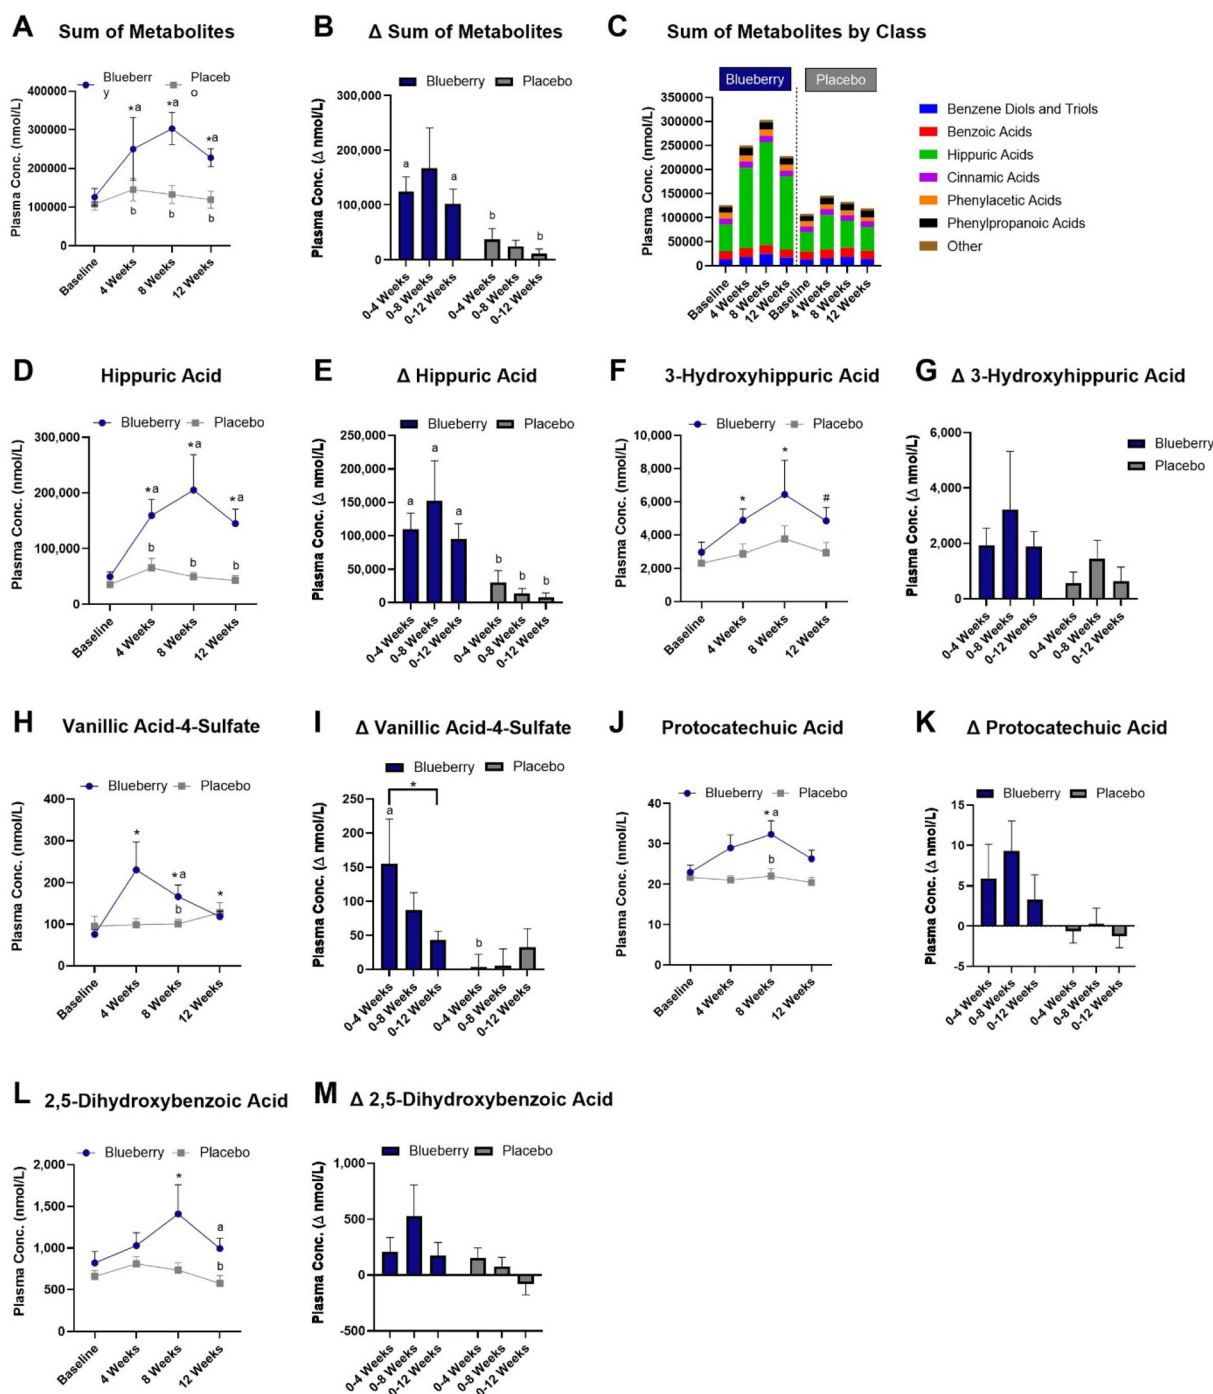 A Sum of Metabolites
Blueberr
y
Placeb
o
Plasma Conc. (nmol/L)
400000
300000
200000
100000
0
*a
*a
*a
b
b
b
Baseline
4 Weeks
8 Weeks
12 Weeks
B Δ Sum of Metabolites
Blueberry Placebo
Plasma Conc. (Δ nmol/L)
300,000
200,000
100,000
0
a
a
b
b
0-4 Weeks
0-8 Weeks
0-12 Weeks
0-4 Weeks
0-8 Weeks
0-12 Weeks
C Sum of Metabolites by Class
Blueberry Placebo
Plasma Conc. (nmol/L)
350000
300000
250000
200000
150000
100000
50000
0
Baseline
4 Weeks
8 Weeks
12 Weeks
Baseline
4 Weeks
8 Weeks
12 Weeks
Benzene Diols and Triols
Benzoic Acids
Hippuric Acids
Cinnamic Acids
Phenylacetic Acids
Phenylpropanoic Acids
Other
D Hippuric Acid
Blueberry Placebo
Plasma Conc. (nmol/L)
300,000
200,000
100,000
0
*a
*a
*a
b
b
b
Baseline
4 Weeks
8 Weeks
12 Weeks
E Δ Hippuric Acid
Blueberry Placebo
Plasma Conc. (Δ nmol/L)
250,000
200,000
150,000
100,000
50,000
0
a
a
a
b
b
b
0-4 Weeks
0-8 Weeks
0-12 Weeks
0-4 Weeks
0-8 Weeks
0-12 Weeks
F 3-Hydroxyhippuric Acid
Blueberry Placebo
Plasma Conc. (nmol/L)
10,000
8,000
6,000
4,000
2,000
0
*
*
#
Baseline
4 Weeks
8 Weeks
12 Weeks
G Δ 3-Hydroxyhippuric Acid
Plasma Conc. (Δ nmol/L)
6,000
4,000
2,000
0
Blueberry
Placebo
0-4 Weeks
0-8 Weeks
0-12 Weeks
0-4 Weeks
0-8 Weeks
0-12 Weeks
H Vanillic Acid-4-Sulfate
Blueberry Placebo
Plasma Conc. (nmol/L)
400
300
200
100
0
*
*a
*
b
Baseline
4 Weeks
8 Weeks
12 Weeks
I Δ Vanillic Acid-4-Sulfate
Blueberry Placebo
Plasma Conc. (Δ nmol/L)
250
200
150
100
50
0
*
a
b
0-4 Weeks
0-8 Weeks
0-12 Weeks
0-4 Weeks
0-8 Weeks
0-12 Weeks
J Protocatechuic Acid
Blueberry Placebo
Plasma Conc. (nmol/L)
40
30
20
10
0
* a
b
Baseline
4 Weeks
8 Weeks
12 Weeks
K Δ Protocatechuic Acid
Blueberry Placebo
Plasma Conc. (Δ nmol/L)
15
10
5
0
-5
0-4 Weeks
0-8 Weeks
0-12 Weeks
0-4 Weeks
0-8 Weeks
0-12 Weeks
L 2,5-Dihydroxybenzoic Acid
Blueberry Placebo
Plasma Conc. (nmol/L)
2,000
1,500
1,000
500
0
*
a
b
Baseline
4 Weeks
8 Weeks
12 Weeks
M Δ 2,5-Dihydroxybenzoic Acid
Blueberry Placebo
Plasma Conc. (Δ nmol/L)
1,000
500
0
-500
0-4 Weeks
0-8 Weeks
0-12 Weeks
0-4 Weeks
0-8 Weeks
0-12 Weeks